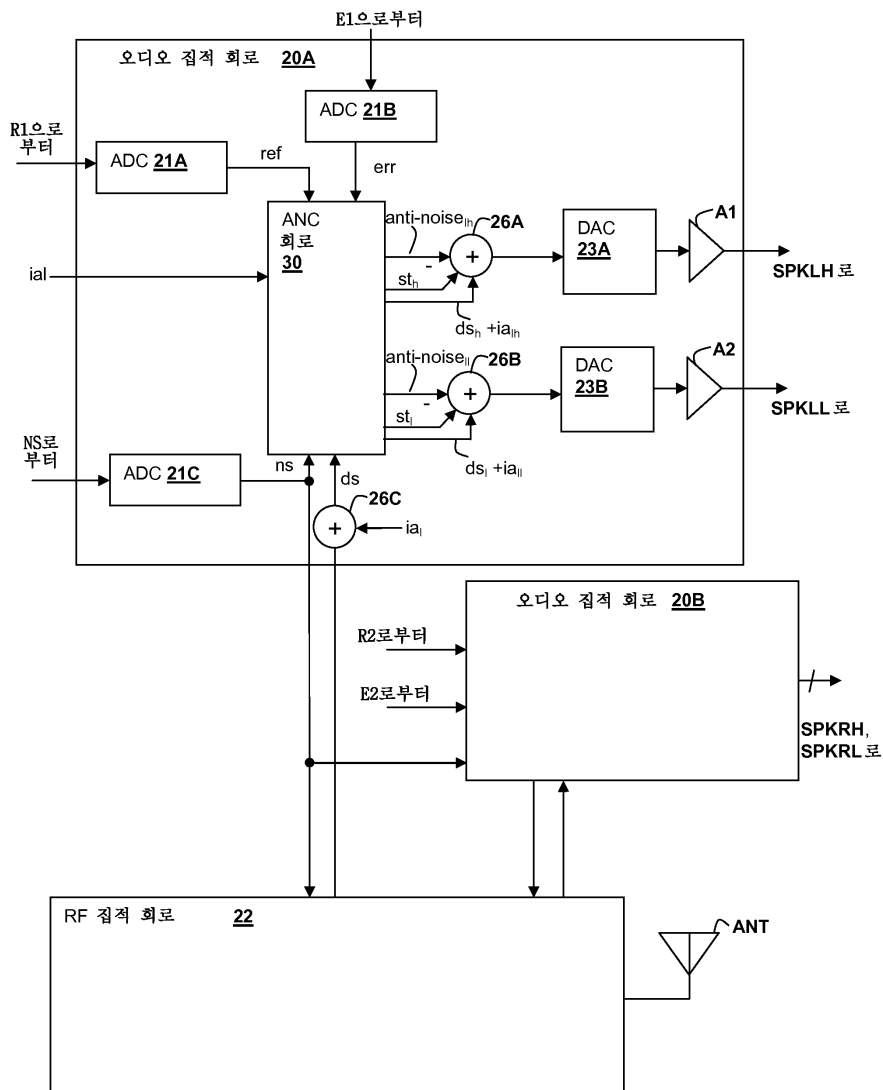 E1으로부터
오디오 집적 회로 20A
ADC 21B
R1으로
부터
ADC 21A
ref
err
ANC
회로
30
anti-noiselh
26A
DAC
23A
A1
SPKLH 로
ial
-
+
sth
dsh +ialh
anti-noisell
26B
DAC
23B
A2
SPKLL 로
-
+
stl
dsl +iall
NS로
부터
ADC 21C
ns
ds
26C
+
ial
오디오 집적 회로 20B
R2로부터
E2로부터
SPKRH,
SPKRL 로
RF 집적 회로 22
ANT